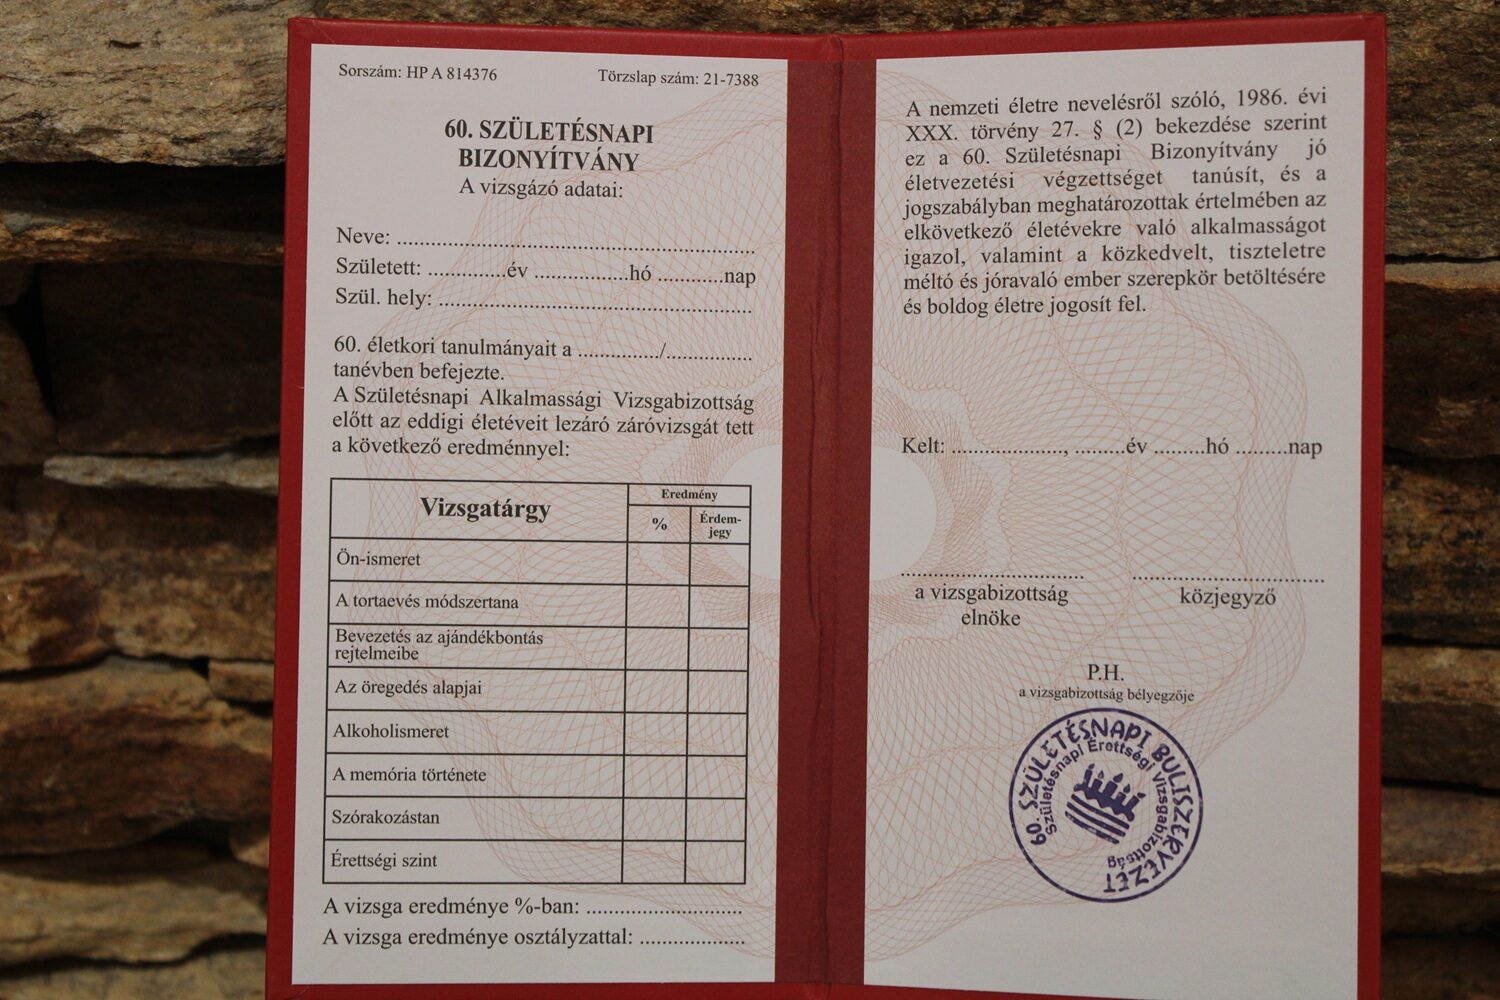 Sorszám: HP A 814376 Törzslap szám: 21-7388
60. SZÜLETÉSNAPI
BIZONYÍTVÁNY
A vizsgázó adatai:
Neve: ..........................................................
Született: ..............év .................hó ............nap
Szül. hely: ...................................................
60. életkori tanulmányait a .............../...............
tanévben befejezte.
A Születésnapi Alkalmassági Vizsgabizottság
előtt az eddigi életéveit lezáró záróvizsgát tett
a következő eredménnyel:
Vizsgatárgy
Eredmény
% Érdem-
jegy
Ön-ismeret
A tortaevés módszertana
Bevezetés az ajándékbontás
rejtelmeibe
Az öregedés alapjai
Alkoholismeret
A memória története
Szórakozástan
Érettségi szint
A vizsga eredménye %-ban: ...........................
A vizsga eredménye osztályzattal: ..................
A nemzeti életre nevelésről szóló, 1986. évi
XXX. törvény 27. § (2) bekezdése szerint
ez a 60. Születésnapi Bizonyítvány jó
életvezetési végzettséget tanúsít, és a
jogszabályban meghatározottak értelmében az
elkövetkező életévekre való alkalmasságot
igazol, valamint a közkedvelt, tiszteletre
méltó és jóravaló ember szerepkör betöltésére
és boldog életre jogosít fel.
Kelt: ...................., .........év .........hó .........nap
a vizsgabizottság
elnöke
közjegyző
P.H.
a vizsgabizottság bélyegzője
60. SZÜLETÉSNAPI BULISZERVEZET
Születésnapi Érettségi Vizsgabizottság